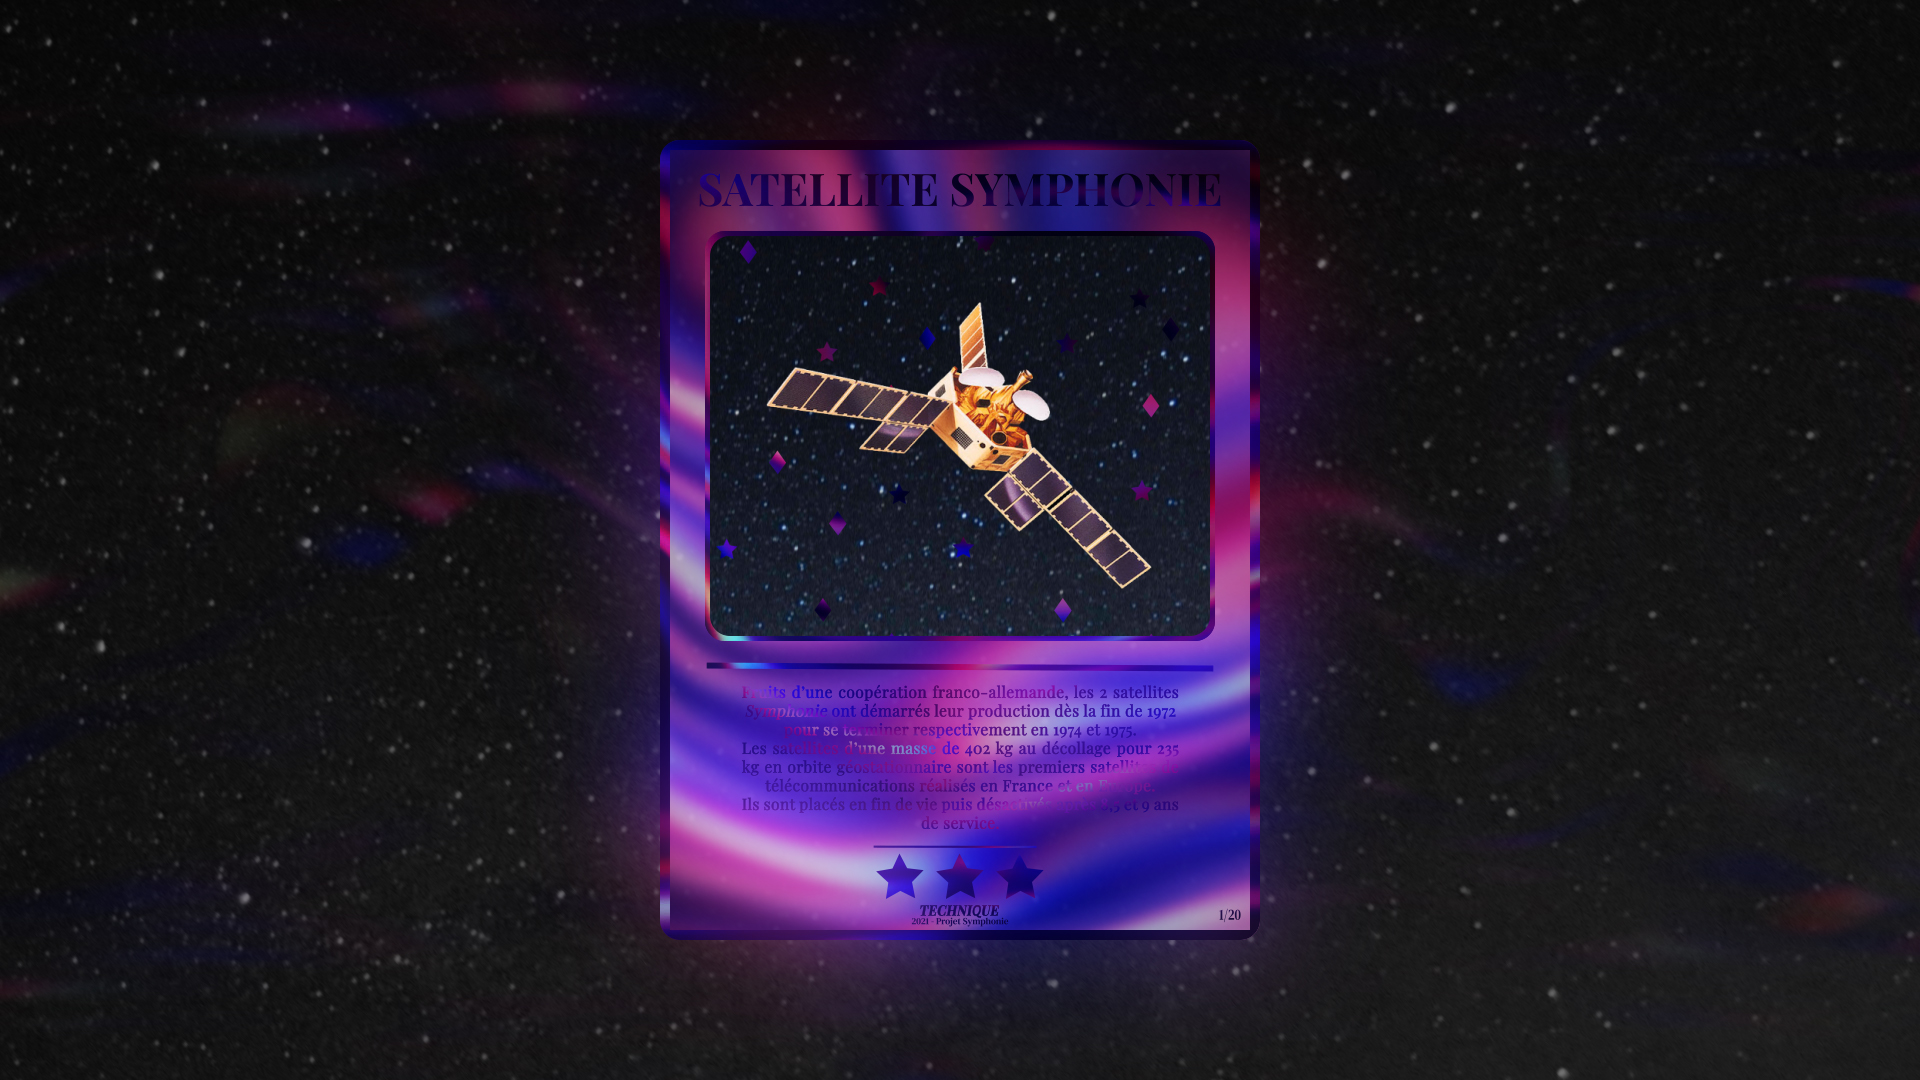 SATELLITE SYMPHONIE
Fruits d'une coopération franco-allemande, les 2 satellites
Symphonie ont démarrés leur production dès la fin de 1972
pour se terminer respectivement en 1974 et 1975.
Les satellites d'une masse de 402 kg au décollage pour 235
kg en orbite géostationnaire sont les premiers satellites de
télécommunications réalisés en France et en Europe.
Ils sont placés en fin de vie puis et 9 ans
de service
TECHNIQUE
2021 - Projet Symphonie
1/20